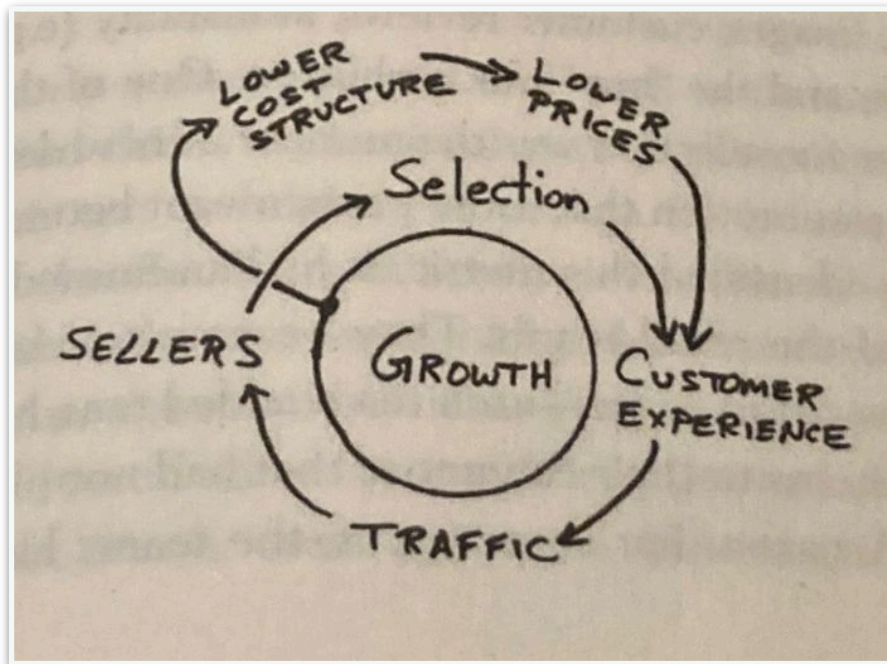 LOWER
COST
STRUCTURE
LOWER
PRICES
Selection
SELLERS
GROWTH
CUSTOMER
EXPERIENCE
TRAFFIC